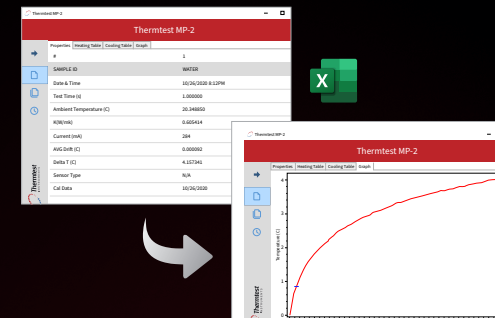 Thermtest MP-2
Thermtest MP-2
Properties Heating Table Cooling Table Graph
# 1
SAMPLE ID WATER
Date & Time 10/26/2020 8:12PM
Test Time (s) 1.000000
Ambient Temperature (C) 20.348850
K(W/mk) 0.605414
Current (mA) 284
AVG Drift (C) 0.000092
Delta T (C) 4.157341
Sensor Type N/A
Cal Data 10/26/2020
Thermtest
X
Thermtest MP-2
Thermtest MP-2
Properties Heating Table Cooling Table Graph
Temperature (C)
4
3
2
1
0
Thermtest